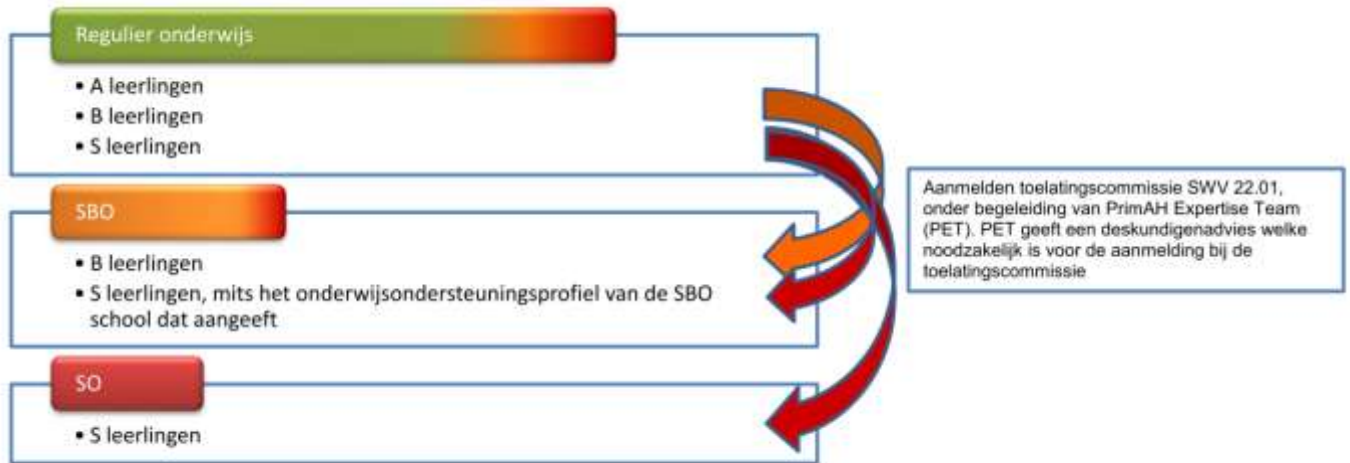 Regulier onderwijs
• A leerlingen
• B leerlingen
• S leerlingen
SBO
• B leerlingen
• S leerlingen, mits het onderwijsondersteuningsprofiel van de SBO
school dat aangeeft
SO
• S leerlingen
Aanmelden toelatingscommissie SWV 22.01,
onder begeleiding van PrimAH Expertise Team
(PET). PET geeft een deskundigenadvies welke
noodzakelijk is voor de aanmelding bij de
toelatingscommissie